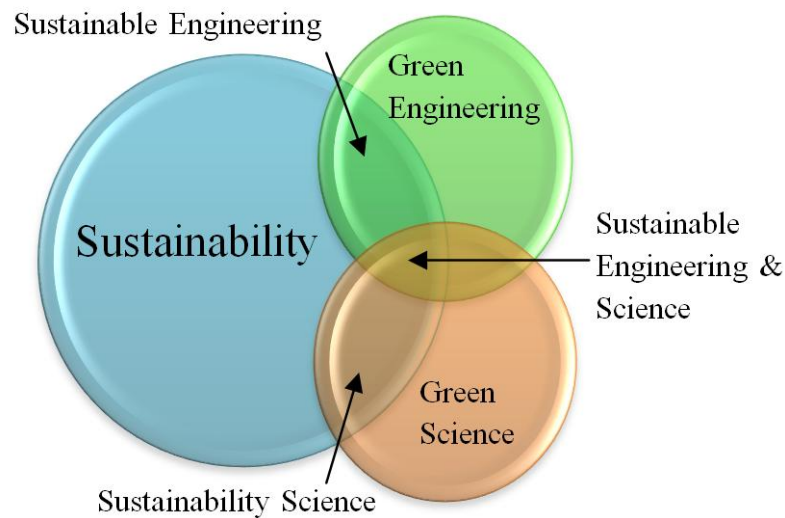 Sustainable Engineering
Green
Engineering
Sustainability
Sustainable
Engineering &
Science
Green
Science
Sustainability Science